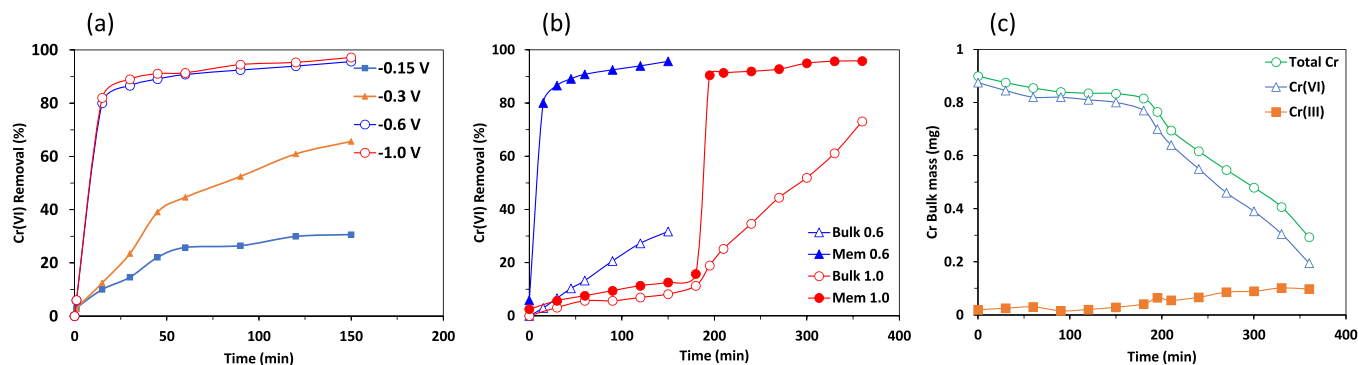 (a)
Cr(VI) Removal (%)
100
80
60
40
20
0
0
50
100
150
200
Time (min)
-0.15 V
-0.3 V
-0.6 V
-1.0 V
(b)
Cr(VI) Removal (%)
100
80
60
40
20
0
0
100
200
300
400
Time (min)
Bulk 0.6
Mem 0.6
Bulk 1.0
Mem 1.0
(c)
Cr Bulk mass (mg)
1
0.8
0.6
0.4
0.2
0
0
100
200
300
400
Time (min)
Total Cr
Cr(VI)
Cr(III)